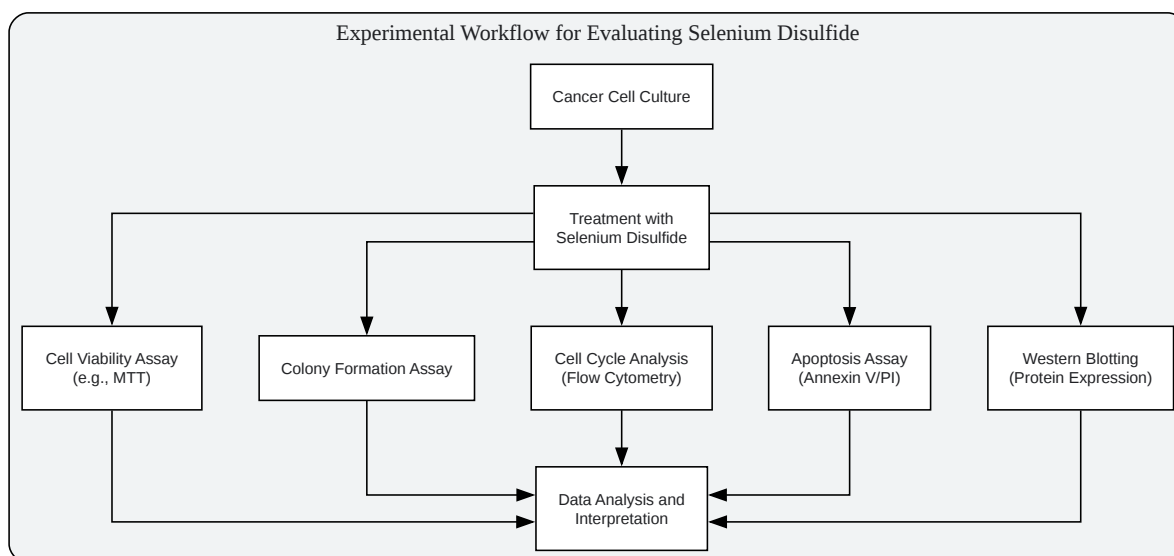 Experimental Workflow for Evaluating Selenium Disulfide
Cancer Cell Culture
Treatment with
Selenium Disulfide
Cell Viability Assay
(e.g., MTT)
Colony Formation Assay
Cell Cycle Analysis
(Flow Cytometry)
Apoptosis Assay
(Annexin V/PI)
Western Blotting
(Protein Expression)
Data Analysis and
Interpretation